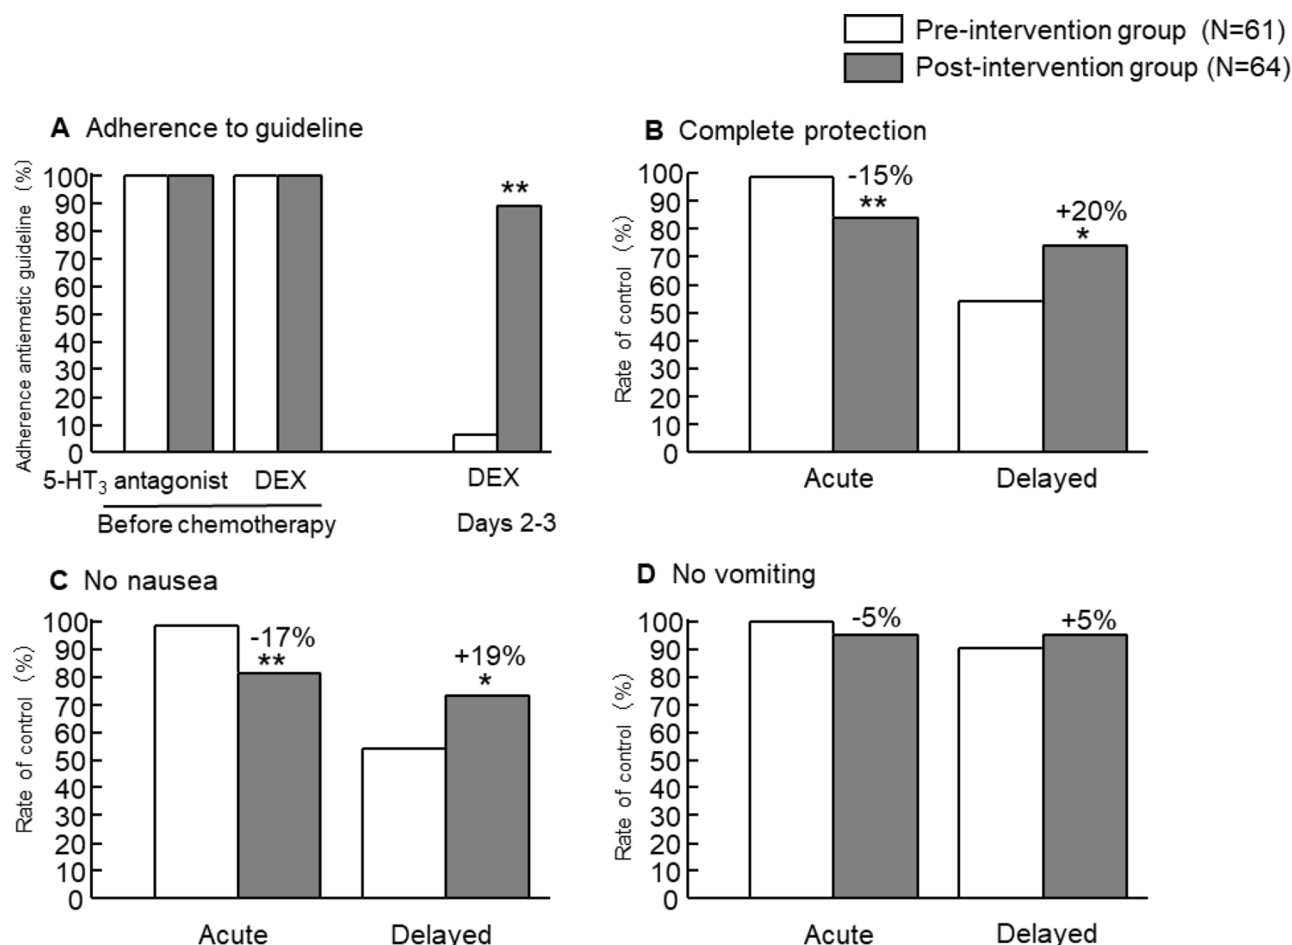 Pre-intervention group (N=61)
Post-intervention group (N=64)
A Adherence to guideline
Adherence antiemetic guideline (%)
100
90
80
70
60
50
40
30
20
10
0
**
5-HT3 antagonist
DEX
DEX
Before chemotherapy
Days 2-3
B Complete protection
Rate of control (%)
100
90
80
70
60
50
40
30
20
10
0
-15%
**
+20%
*
Acute
Delayed
C No nausea
Rate of control (%)
100
90
80
70
60
50
40
30
20
10
0
-17%
**
+19%
*
Acute
Delayed
D No vomiting
Rate of control (%)
100
90
80
70
60
50
40
30
20
10
0
-5%
+5%
Acute
Delayed